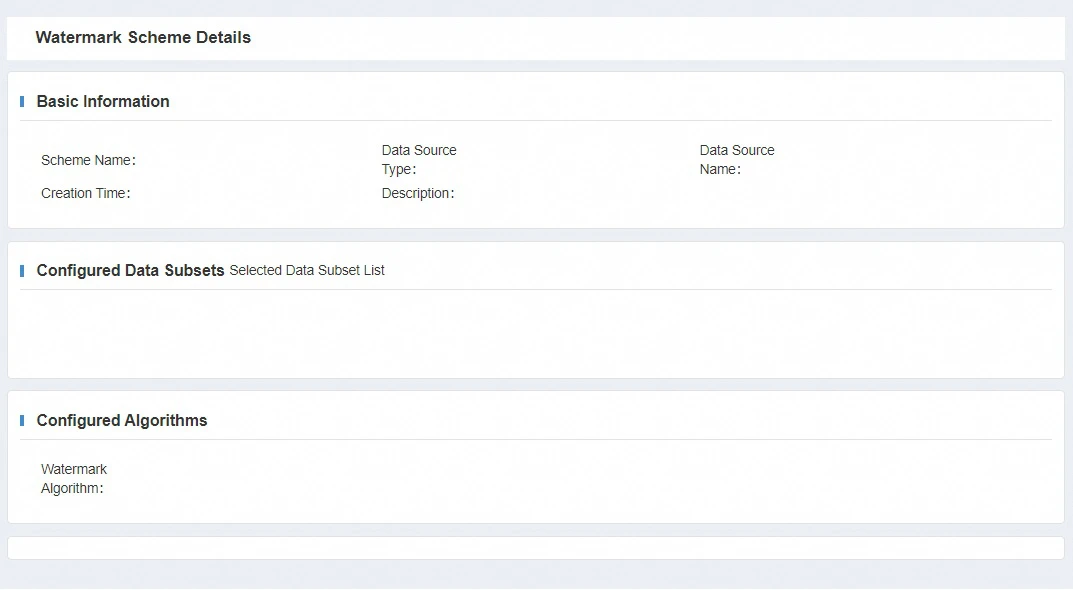 Watermark Scheme Details
Basic Information
Scheme Name：
Data Source
Type：
Data Source
Name：
Creation Time：
Description：
Configured Data Subsets Selected Data Subset List
Configured Algorithms
Watermark
Algorithm：